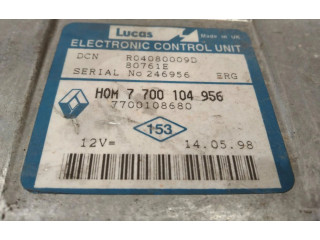 Lucas
Made in UK
ELECTRONIC CONTROL UNIT
DCN R04080009D
80761E
SERIAL No 246956 ERG
HOM 7 700 104 956
7700108680
153
12V= 14.05.98